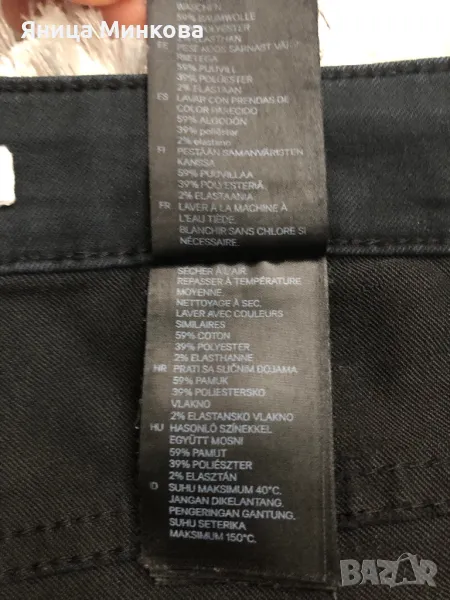 Яница Минкова
WASCHEN
59% BAUMWOLLE
EE PESE KOOS SARNAST VÄRVI
RIIETEGA
59% PUUVILL
39% POLÜESTER
2% ELASTAAN
ES LAVAR CON PRENDAS DE
COLOR PARECIDO
59% ALGODÓN
39% poliéster
2% elastano
FI PESTÄÄN SAMANVÄRISTEN
KANSSA
59% PUUVILLAA
39% POLYESTERIÄ
2% ELASTAANIA
FR LAVER A LA MACHINE À
L'EAU TIÈDE.
BLANCHIR SANS CHLORE SI
NÉCESSAIRE.
SÉCHER À L'AIR.
REPASSER À TEMPÉRATURE
MOYENNE.
NETTOYAGE À SEC.
LAVER AVEC COULEURS
SIMILAIRES
59% COTON
39% POLYESTER
2% ELASTHANNE
HR PRATI SA SLIČNIM BOJAMA
59% PAMUK
39% POLIESTERSKO
VLAKNO
2% ELASTANSKO VLAKNO
HU HASONLÓ SZÍNEKKEL
EGYÜTT MOSNI
59% PAMUT
39% POLIÉSZTER
2% ELASZTÁN
ID SUHU MAKSIMUM 40°C.
JANGAN DIKELANTANG.
PENGERINGAN GANTUNG.
SUHU SETERIKA
MAKSIMUM 150°C.
BAZAR